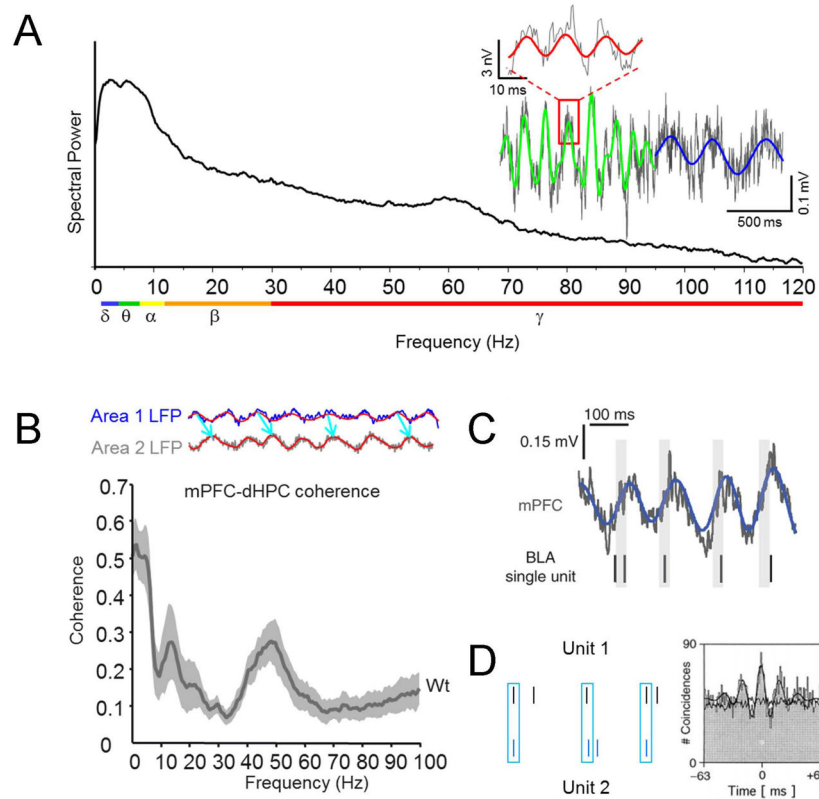 A
Spectral Power
3 nV
10 ms
0.1 mV
500 ms
0 10 20 30 40 50 60 70 80 90 100 110 120
δ θ α β γ
Frequency (Hz)
B
Area 1 LFP
Area 2 LFP
mPFC-dHPC coherence
Coherence
0.7
0.6
0.5
0.4
0.3
0.2
0.1
0
Wt
0 10 20 30 40 50 60 70 80 90 100
Frequency (Hz)
C
100 ms
0.15 mV
mPFC
BLA
single unit
D
Unit 1
Unit 2
# Coincidences
90
0
-63 0 +6
Time [ ms]